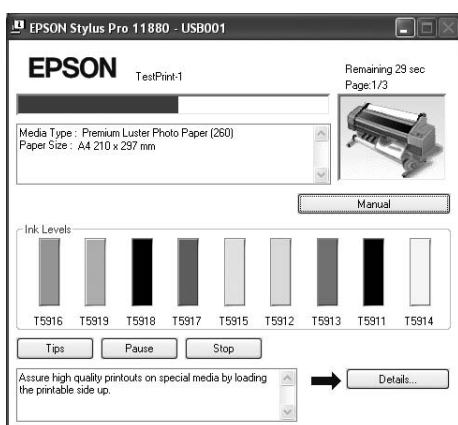 EPSON Stylus Pro 11880 - USB001
EPSON
TestPrint-1
Remaining 29 sec
Page:1/3
Media Type : Premium Luster Photo Paper (260)
Paper Size : A4 210 x 297 mm
Manual
Ink Levels
T5916 T5919 T5918 T5917 T5915 T5912 T5913 T5911 T5914
Tips Pause Stop
Assure high quality printouts on special media by loading
the printable side up.
Details...